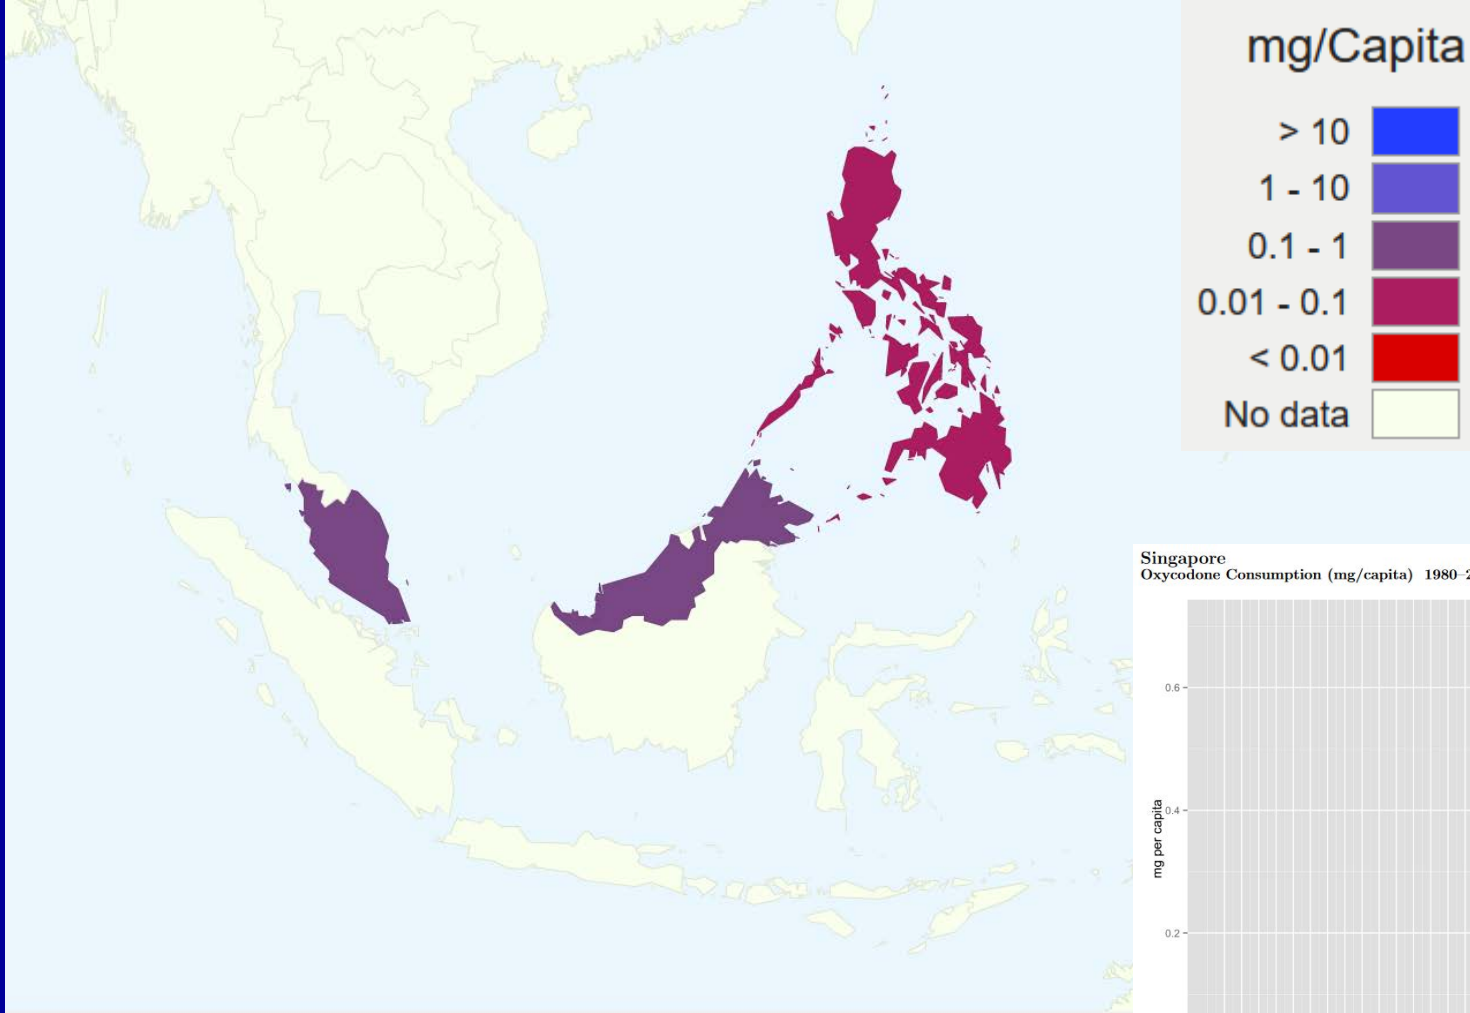 mg/Capita
> 10
1 - 10
0.1 - 1
0.01 - 0.1
< 0.01
No data
Singapore
Oxycodone Consumption (mg/capita) 1980–2
0.6
0.4
0.2
mg per capita